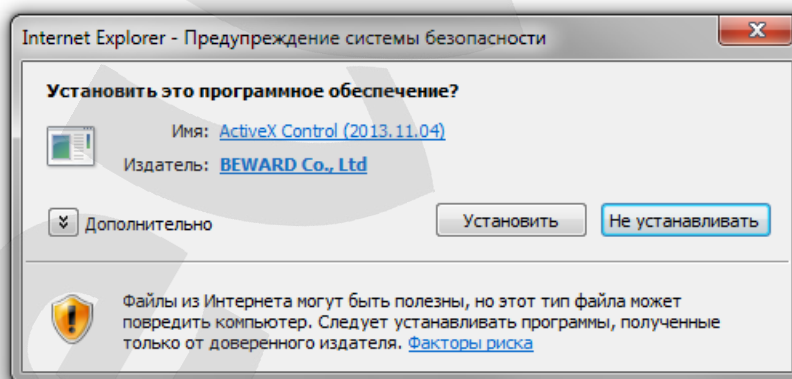 Internet Explorer - Предупреждение системы безопасности
Установить это программное обеспечение?
Имя: ActiveX Control (2013.11.04)
Издатель: BEWARD Co., Ltd
Дополнительно
Установить
Не устанавливать
Файлы из Интернета могут быть полезны, но этот тип файла может
повредить компьютер. Следует устанавливать программы, полученные
только от доверенного издателя. Факторы риска